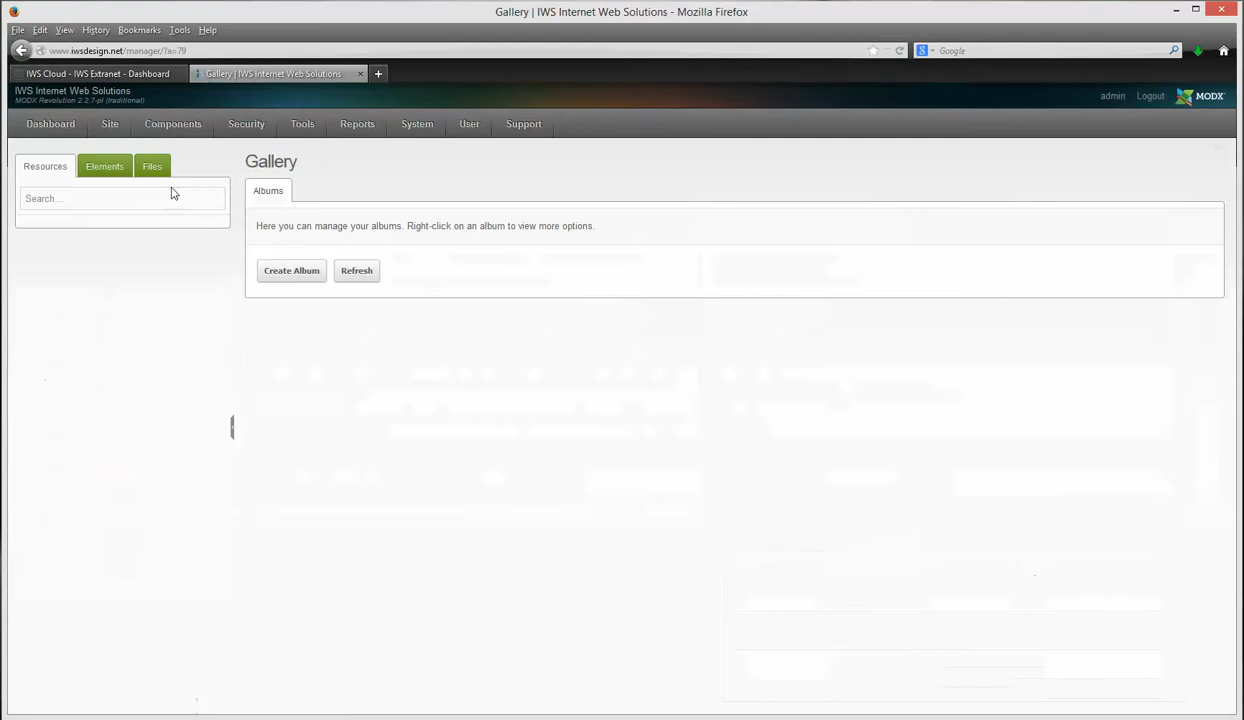 Gallery | IWS Internet Web Solutions - Mozilla Firefox
File Edit View History Bookmarks Tools Help
www.iwsdesign.net/manager/?a=79
Google
IWS Cloud - IWS Extranet - Dashboard
Gallery | IWS Internet Web Solutions
IWS Internet Web Solutions
MODX Revolution 2.2.7-pl (traditional)
admin Logout MODX
Dashboard Site Components Security Tools Reports System User Support
Resources Elements Files
Search...
Gallery
Albums
Here you can manage your albums. Right-click on an album to view more options.
Create Album Refresh